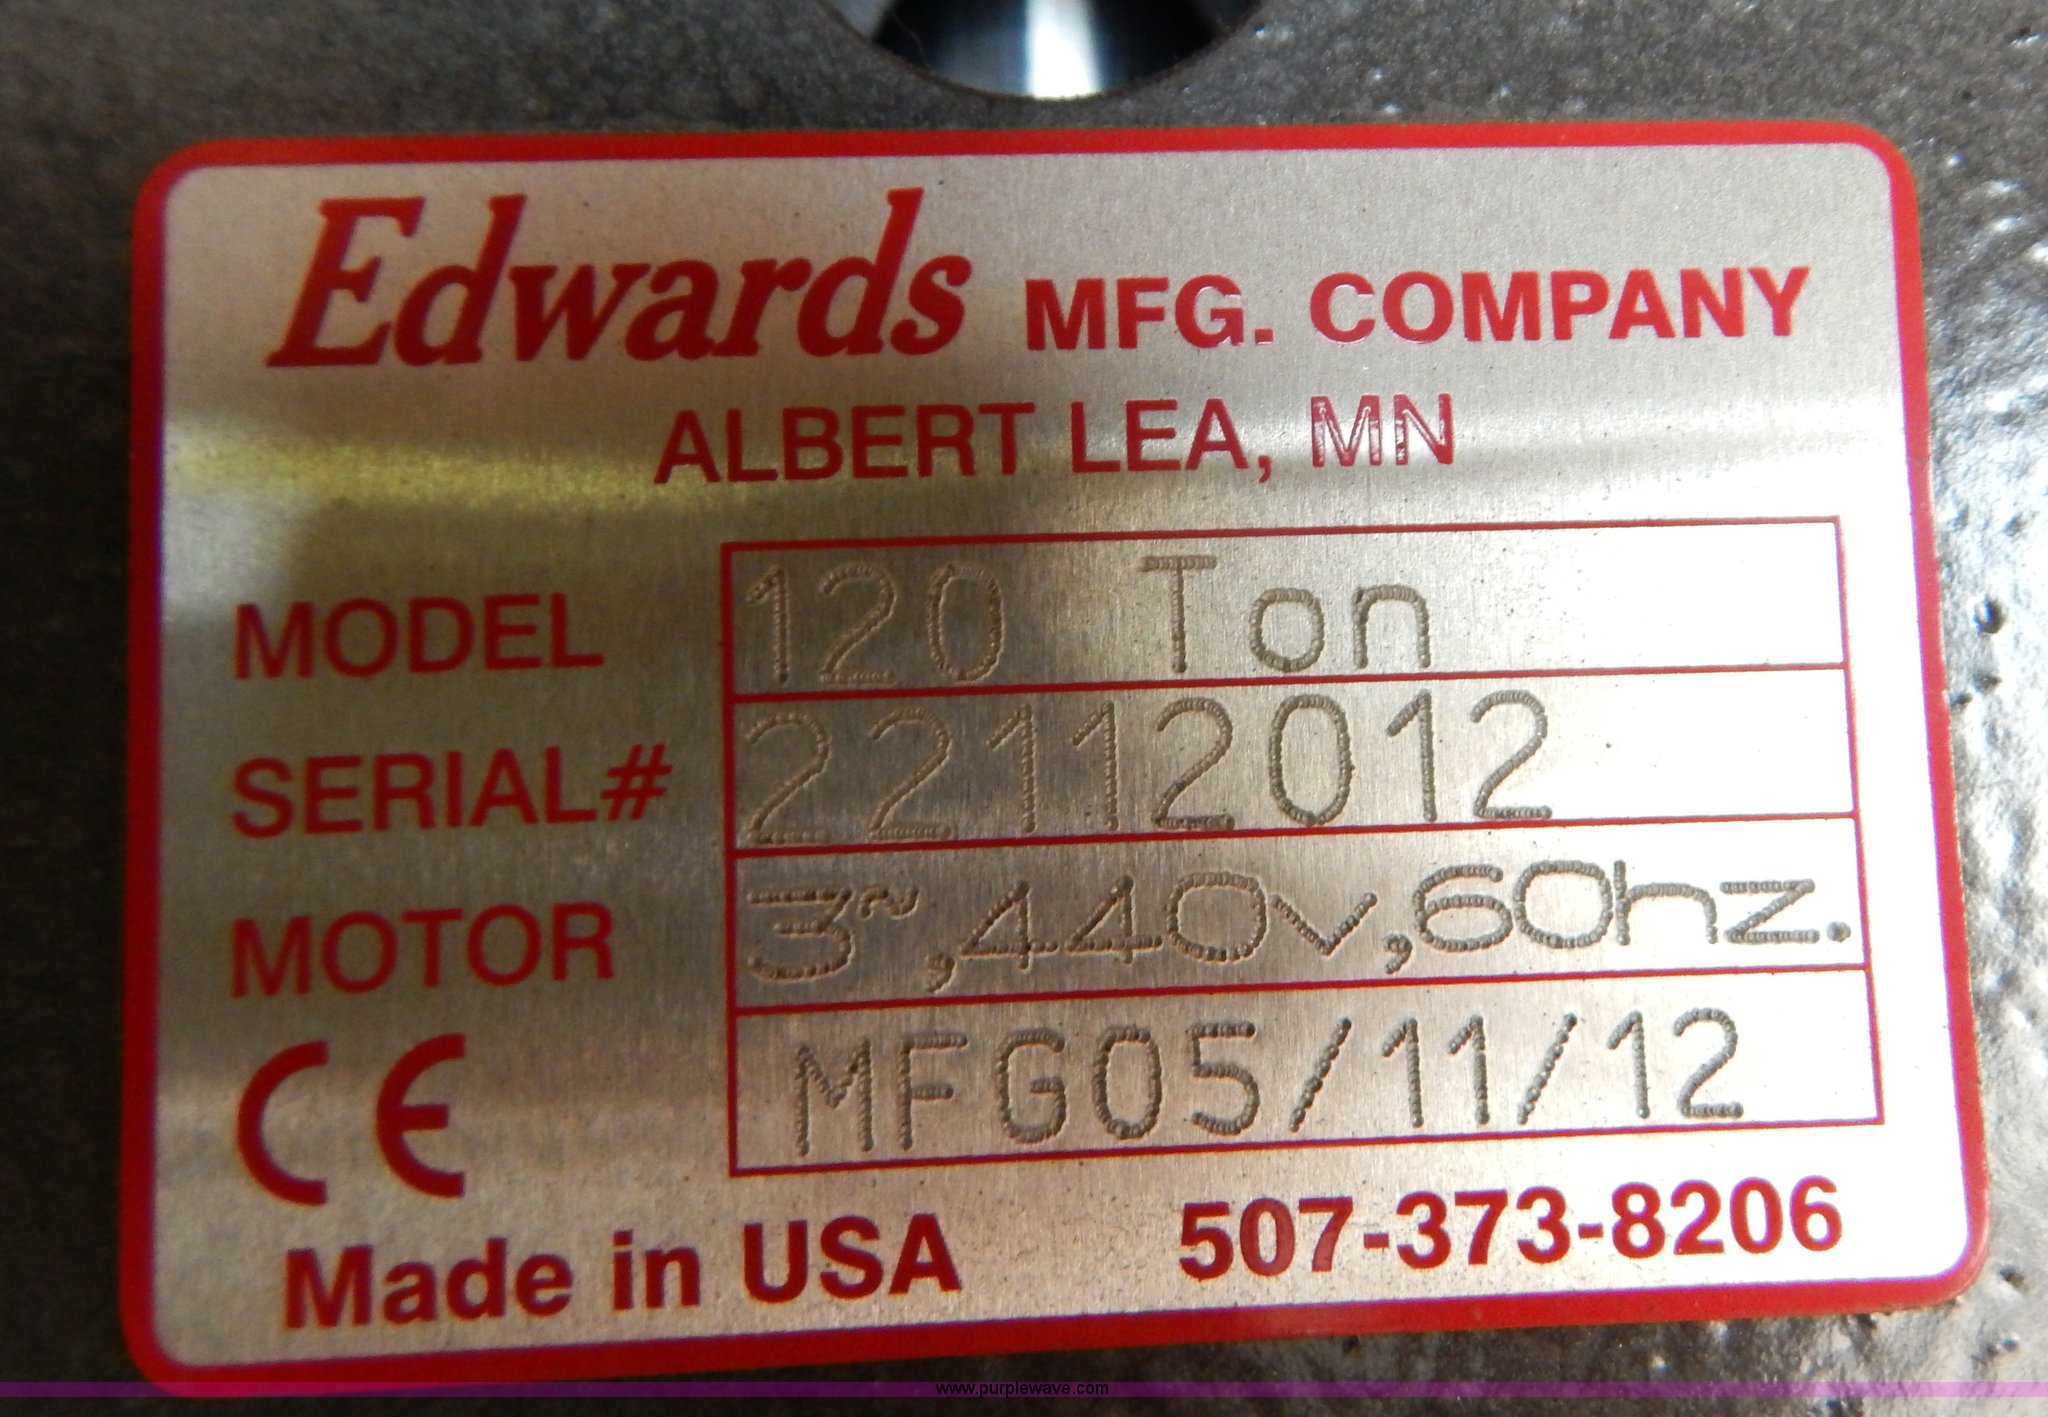 Edwards MFG. COMPANY
ALBERT LEA, MN
MODEL 120 Ton
SERIAL# 22112012
MOTOR 3~,440v,60hz.
CE MFG05/11/12
Made in USA 507-373-8206
www.purplewave.com